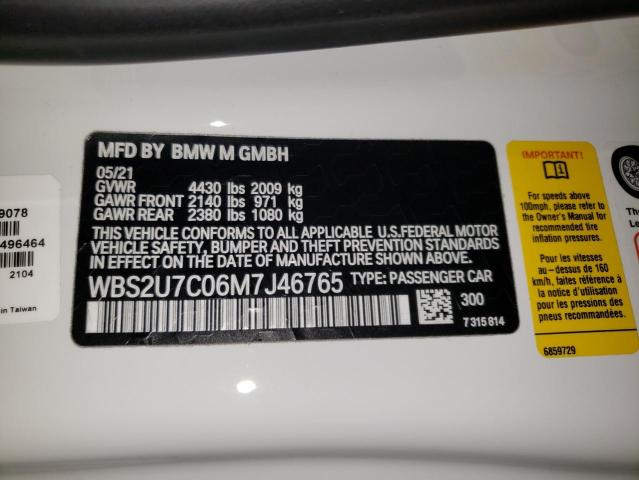 MFD BY BMW M GMBH
05/21
GVWR 4430 lbs 2009 kg
GAWR FRONT 2140 lbs 971 kg
GAWR REAR 2380 lbs 1080 kg
THIS VEHICLE CONFORMS TO ALL APPLICABLE U.S.FEDERAL MOTOR
VEHICLE SAFETY, BUMPER AND THEFT PREVENTION STANDARDS
IN EFFECT ON THE DATE OF MANUFACTURE SHOWN ABOVE.
WBS2U7C06M7J46765 TYPE: PASSENGER CAR
300
7315814
9078
496464
2104
in Taiwan
IMPORTANT!
For speeds above
100mph, please refer to
the Owner's Manual for
recommended tire
inflation pressures.
Pour les vitesses
au-dessus de 160
km/h, faites référence à
la notice d'utilisation
pour les pressions des
pneus appropriées.
6859729
The
Le